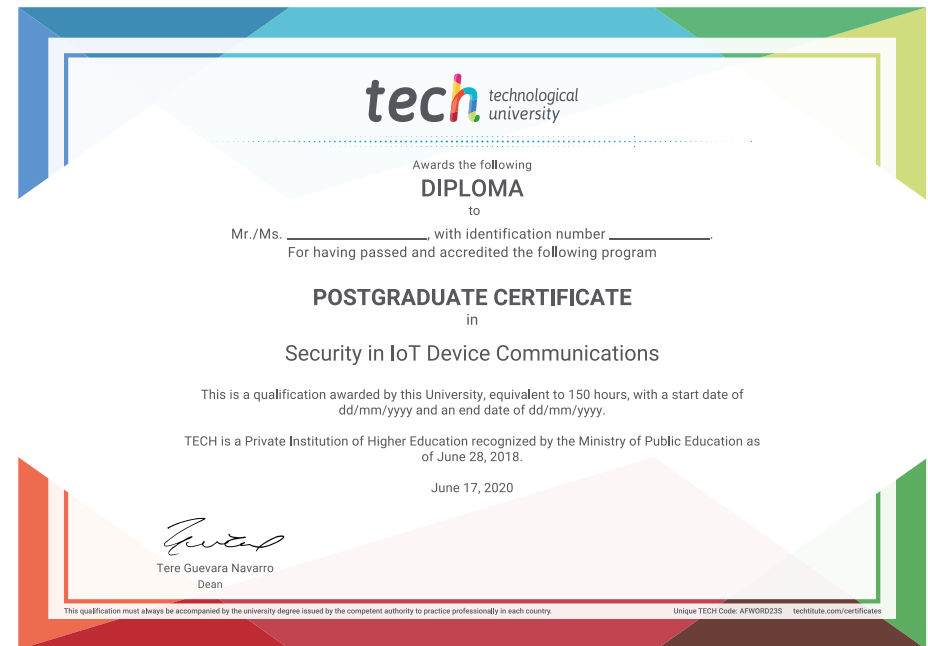 tech technological
university
Awards the following
DIPLOMA
to
Mr./Ms. ____________________, with identification number ______________.
For having passed and accredited the following program
POSTGRADUATE CERTIFICATE
in
Security in IoT Device Communications
This is a qualification awarded by this University, equivalent to 150 hours, with a start date of
dd/mm/yyyy and an end date of dd/mm/yyyy.
TECH is a Private Institution of Higher Education recognized by the Ministry of Public Education as
of June 28, 2018.
June 17, 2020
Tere Guevara Navarro
Dean
This qualification must always be accompanied by the university degree issued by the competent authority to practice professionally in each country.
Unique TECH Code: AFWORD23S techtitute.com/certificates